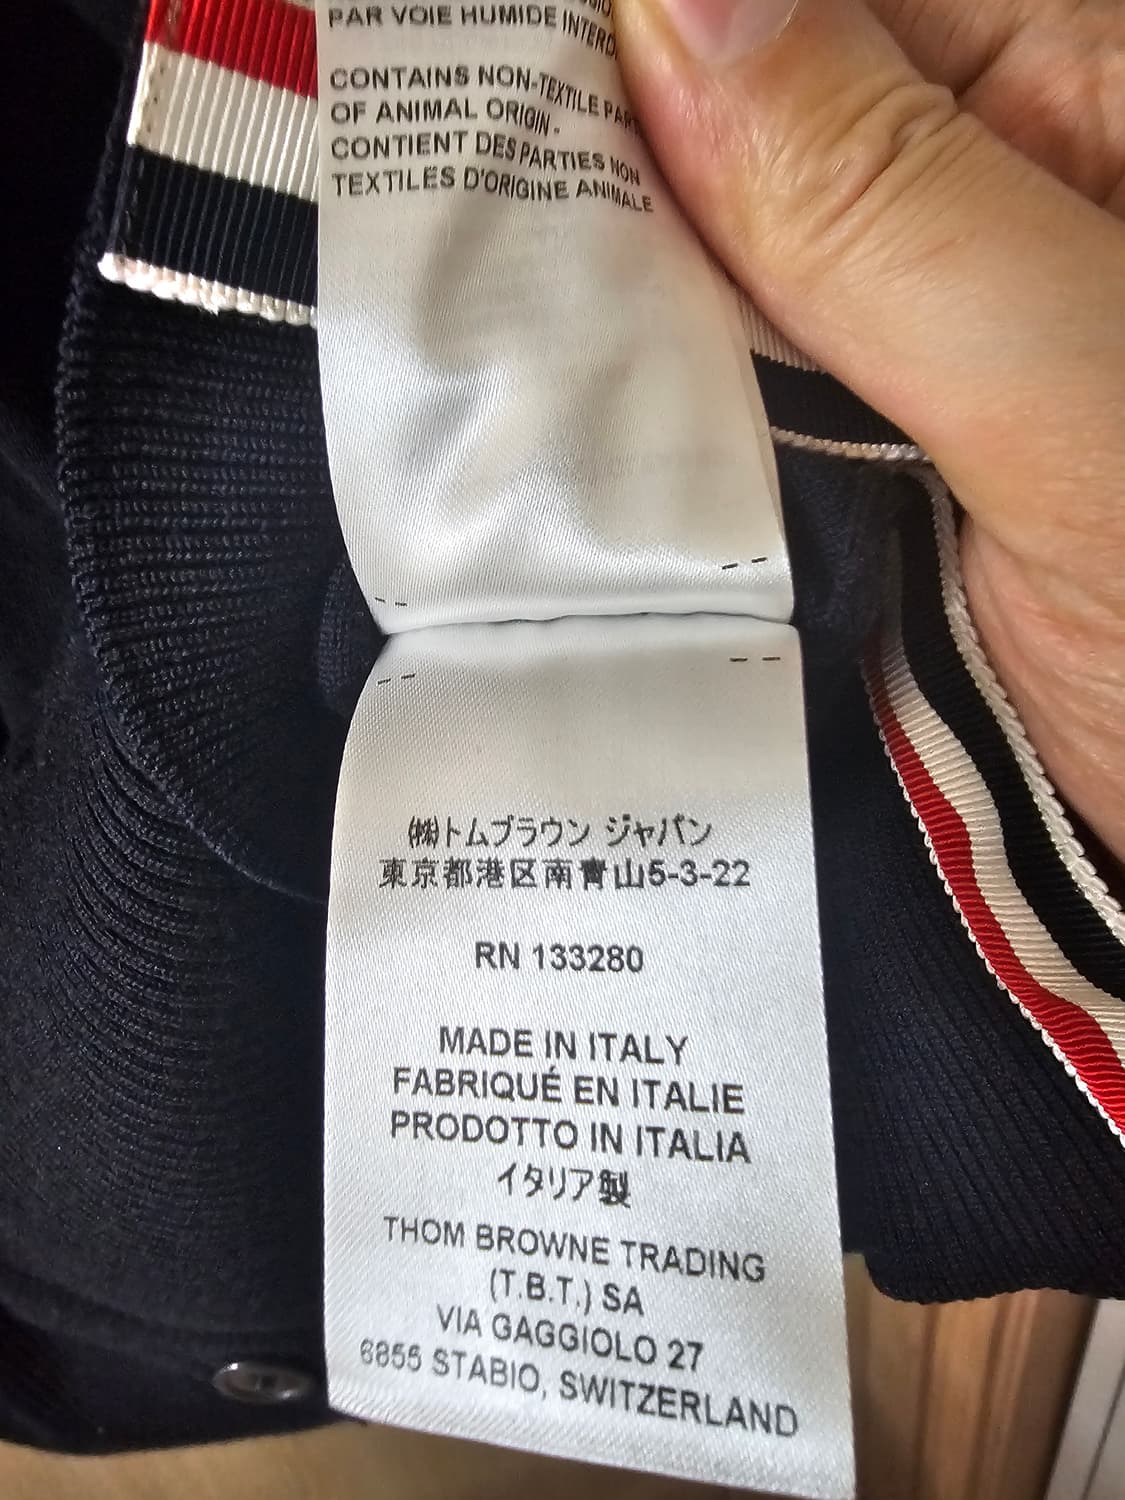 PAR VOIE HUMIDE
CONTAINS NON-TEXTILE
OF ANIMAL ORIGIN.
CONTIENT DES PARTIES NON
TEXTILES D'ORIGINE ANIMALE
㈱トムブラウン ジャパン
東京都港区南青山5-3-22
RN 133280
MADE IN ITALY
FABRIQUÉ EN ITALIE
PRODOTTO IN ITALIA
イタリア製
THOM BROWNE TRADING
(T.B.T.) SA
VIA GAGGIOLO 27
6855 STABIO, SWITZERLAND